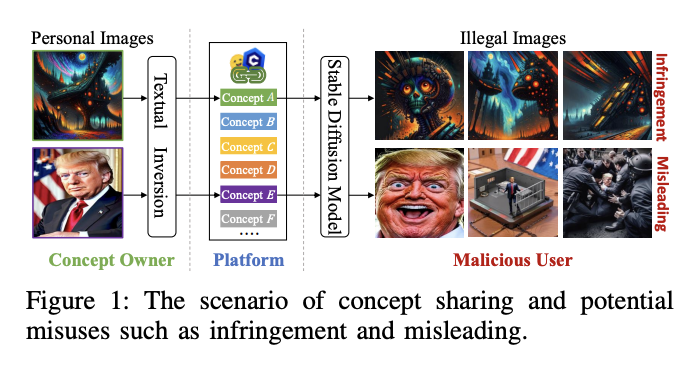 Personal Images
Illegal Images
Textual Inversion
Concept A
Concept B
Concept C
Concept D
Concept E
Concept F
....
Stable Diffusion Model
Infringement
Misleading
Concept Owner
Platform
Malicious User
Figure 1: The scenario of concept sharing and potential
misuses such as infringement and misleading.